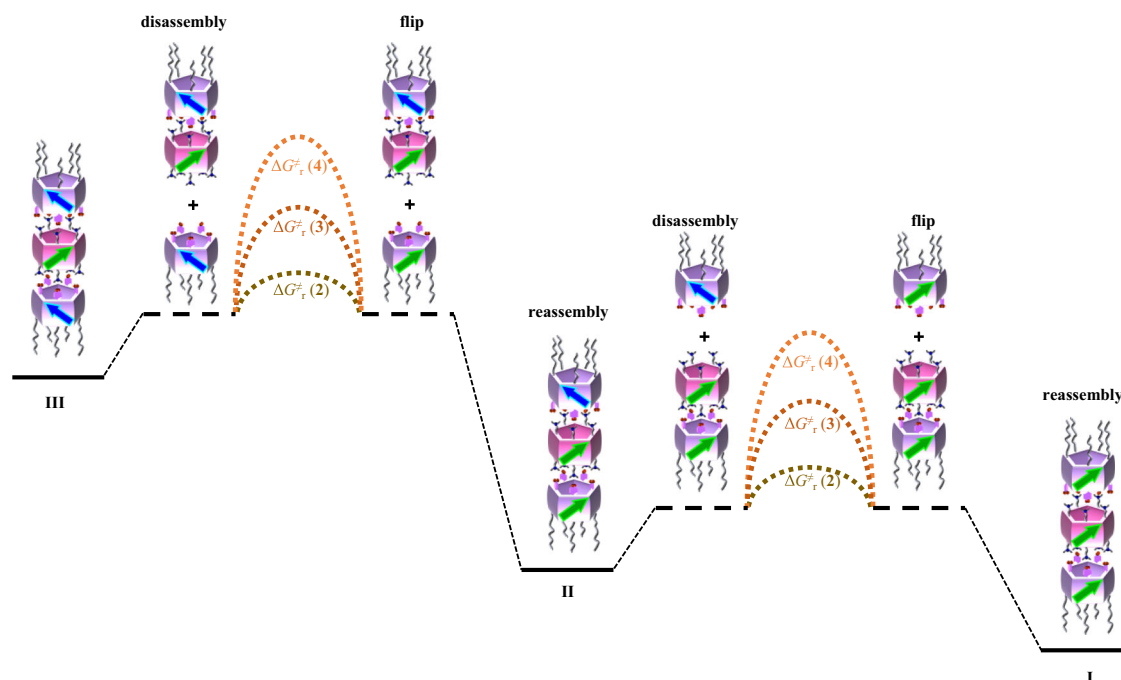 disassembly
flip
ΔG≠r (4)
+
+
ΔG≠r (3)
disassembly
flip
ΔG≠r (2)
reassembly
+
+
III
ΔG≠r (4)
reassembly
ΔG≠r (3)
ΔG≠r (2)
II
I